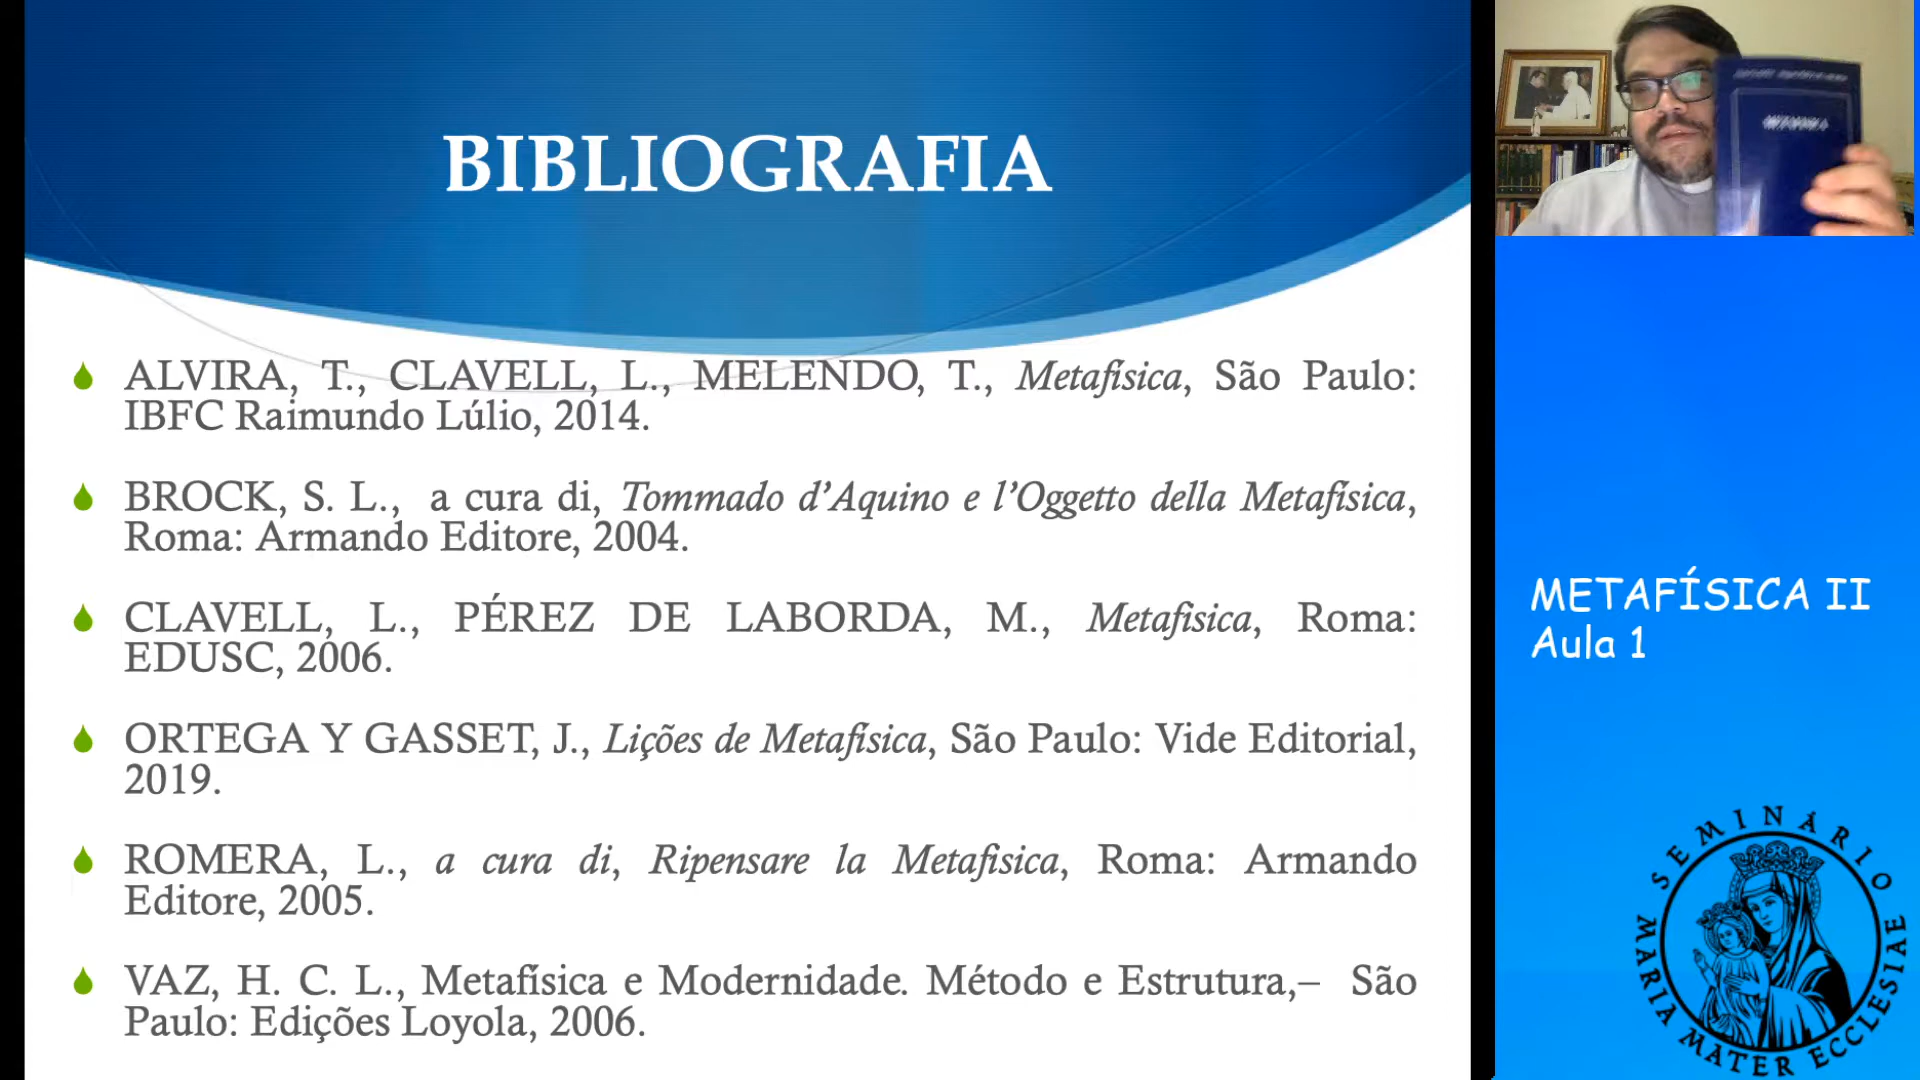 BIBLIOGRAFIA
ALVIRA, T., CLAVELL, L., MELENDO, T., Metafísica, São Paulo:
IBFC Raimundo Lúlio, 2014.
BROCK, S. L., a cura di, Tommado d’Aquino e l’Oggetto della Metafísica,
Roma: Armando Editore, 2004.
CLAVELL, L., PÉREZ DE LABORDA, M., Metafisica, Roma:
EDUSC, 2006.
ORTEGA Y GASSET, J., Lições de Metafísica, São Paulo: Vide Editorial,
2019.
ROMERA, L., a cura di, Ripensare la Metafisica, Roma: Armando
Editore, 2005.
VAZ, H. C. L., Metafísica e Modernidade. Método e Estrutura,– São
Paulo: Edições Loyola, 2006.
METAFÍSICA II
Aula 1
SEMINÁRIO
MARIA MATER ECCLESIAE